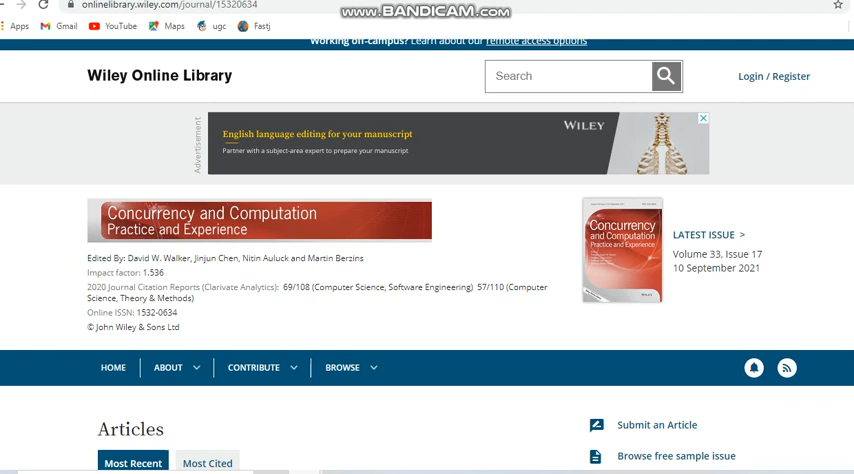 onlinelibrary.wiley.com/journal/15320634
www.BANDICAM.com
Apps Gmail YouTube Maps ugc Fastj
Working off-campus? Learn about our remote access options
Wiley Online Library
Search
Login / Register
Advertisement
English language editing for your manuscript
Partner with a subject-area expert to prepare your manuscript
WILEY
Concurrency and Computation
Practice and Experience
Edited By: David W. Walker, Jinjun Chen, Nitin Auluck and Martin Berzins
Impact factor: 1.536
2020 Journal Citation Reports (Clarivate Analytics): 69/108 (Computer Science, Software Engineering) 57/110 (Computer
Science, Theory & Methods)
Online ISSN: 1532-0634
© John Wiley & Sons Ltd
Concurrency
and Computation
Practice and Experience
WILEY
LATEST ISSUE >
Volume 33, Issue 17
10 September 2021
HOME ABOUT CONTRIBUTE BROWSE
Articles
Most Recent Most Cited
Submit an Article
Browse free sample issue